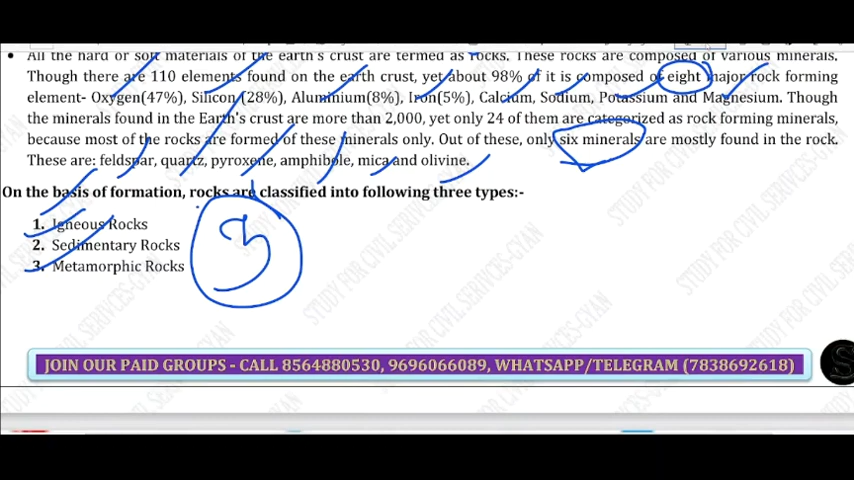 • All the hard or soft materials of the earth's crust are termed as rocks. These rocks are composed of various minerals.
Though there are 110 elements found on the earth crust, yet about 98% of it is composed of eight major rock forming
element- Oxygen(47%), Silicon (28%), Aluminium(8%), Iron(5%), Calcium, Sodium, Potassium and Magnesium. Though
the minerals found in the Earth's crust are more than 2,000, yet only 24 of them are categorized as rock forming minerals,
because most of the rocks are formed of these minerals only. Out of these, only six minerals are mostly found in the rock.
These are: feldspar, quartz, pyroxene, amphibole, mica and olivine.
On the basis of formation, rocks are classified into following three types:-
1. Igneous Rocks
2. Sedimentary Rocks
3. Metamorphic Rocks
3
STUDY FOR CIVIL SERIVCES-GYAN
JOIN OUR PAID GROUPS - CALL 8564880530, 9696066089, WHATSAPP/TELEGRAM (7838692618)